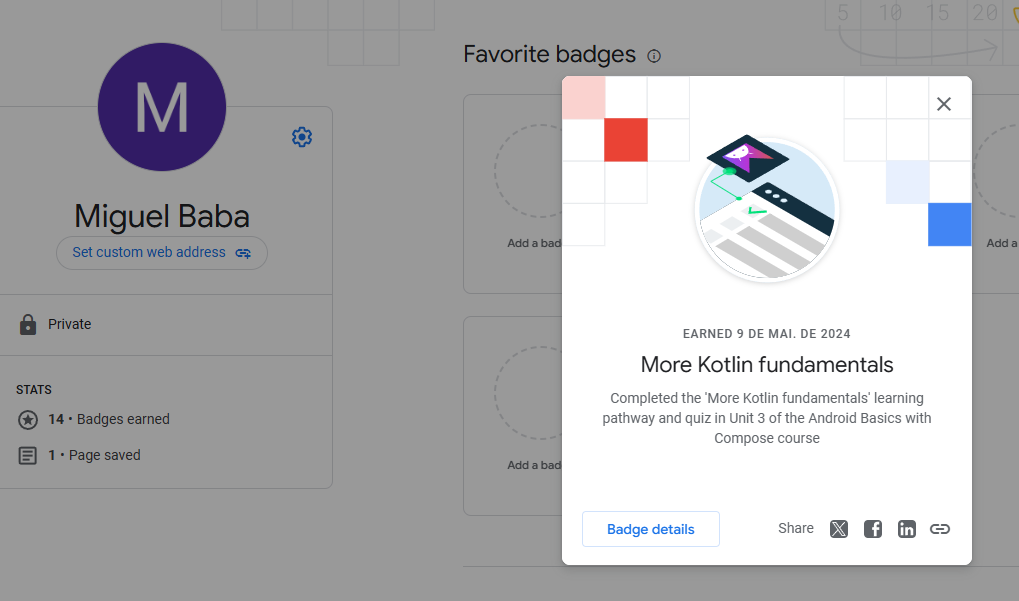 5 10 15 20
Favorite badges
M
Miguel Baba
Set custom web address
Private
STATS
14 • Badges earned
1 • Page saved
Add a
Add a
Add a
EARNED 9 DE MAI. DE 2024
More Kotlin fundamentals
Completed the 'More Kotlin fundamentals' learning
pathway and quiz in Unit 3 of the Android Basics with
Compose course
Badge details
Share